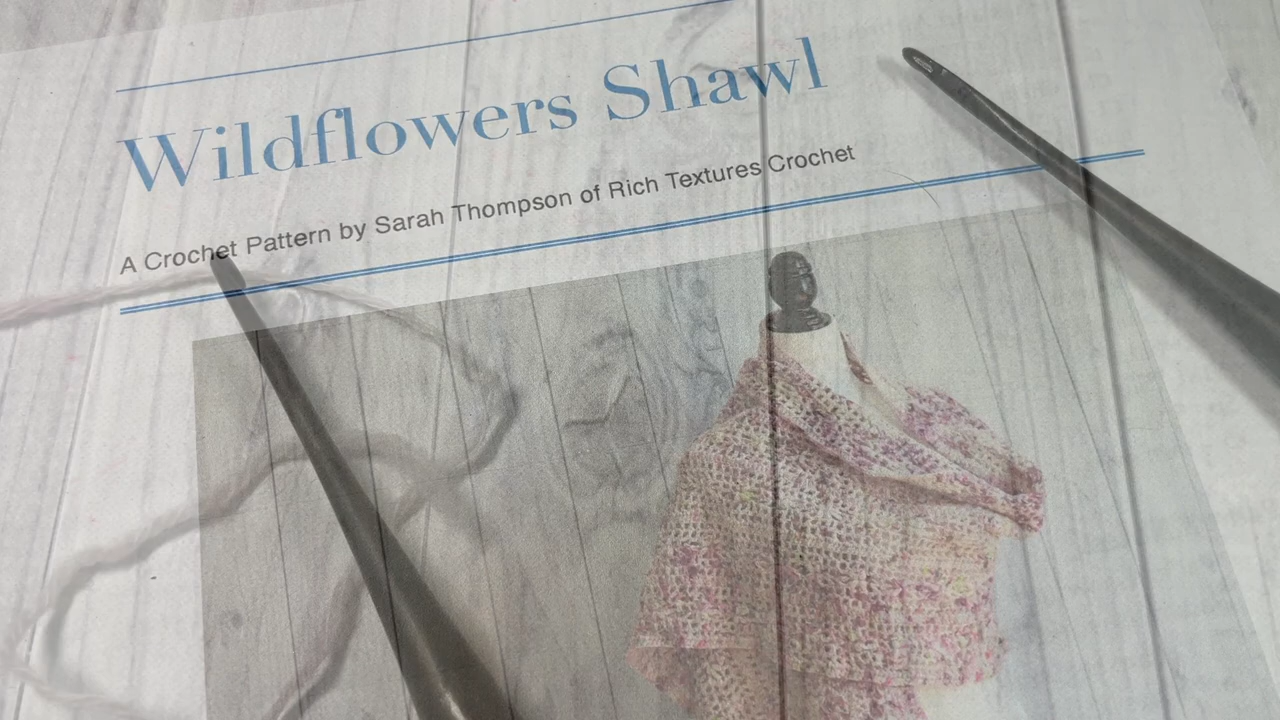 Wildflowers Shawl
A Crochet Pattern by Sarah Thompson of Rich Textures Crochet